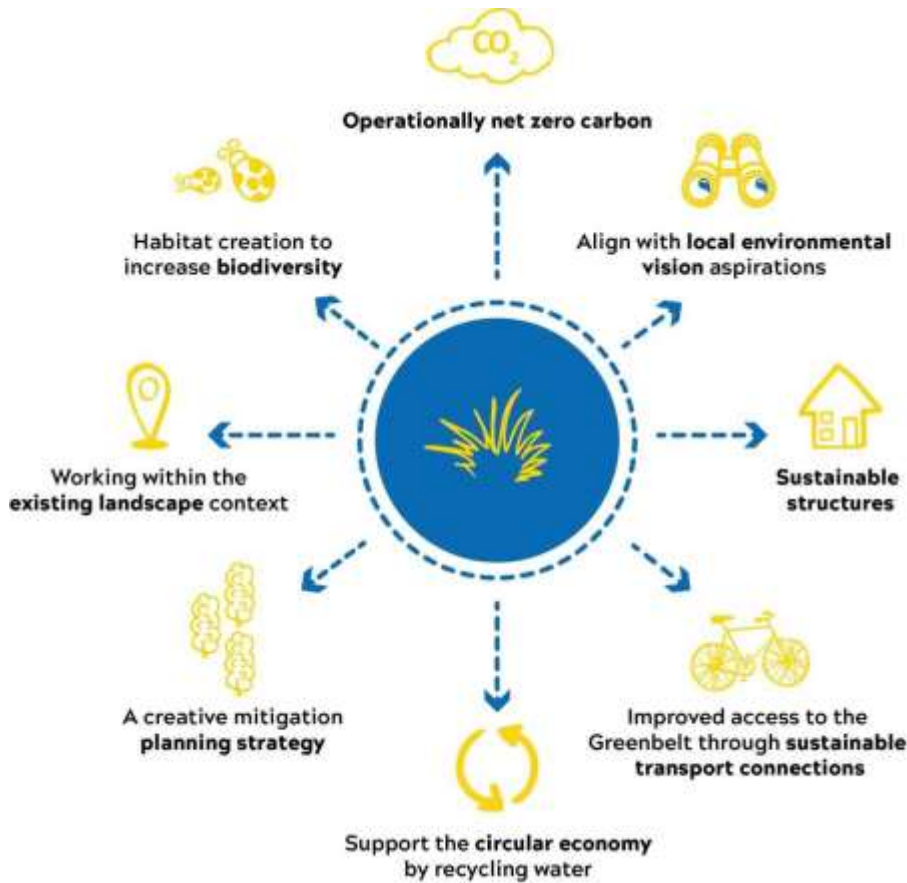 CO2
Operationally net zero carbon
Habitat creation to
increase biodiversity
Align with local environmental
vision aspirations
Working within the
existing landscape context
Sustainable
structures
A creative mitigation
planning strategy
Improved access to the
Greenbelt through sustainable
transport connections
Support the circular economy
by recycling water